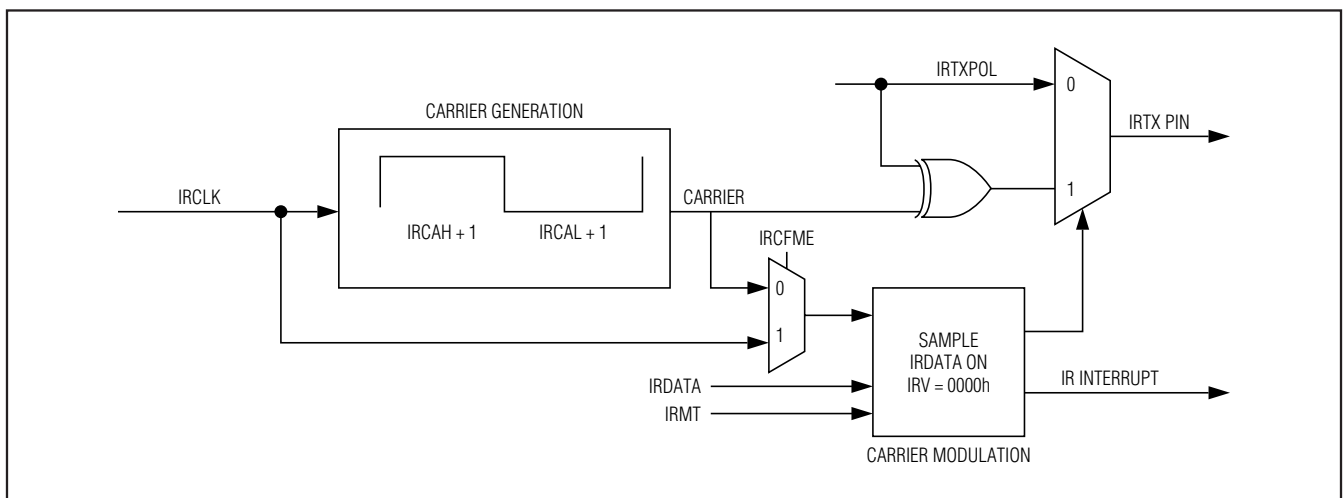 IRTXPOL
0
CARRIER GENERATION
IRTX PIN
1
IRCLK
CARRIER
IRCAH + 1
IRCAL + 1
IRCFME
0
1
SAMPLE
IRDATA ON
IRV = 0000h
IRDATA
IR INTERRUPT
IRMT
CARRIER MODULATION